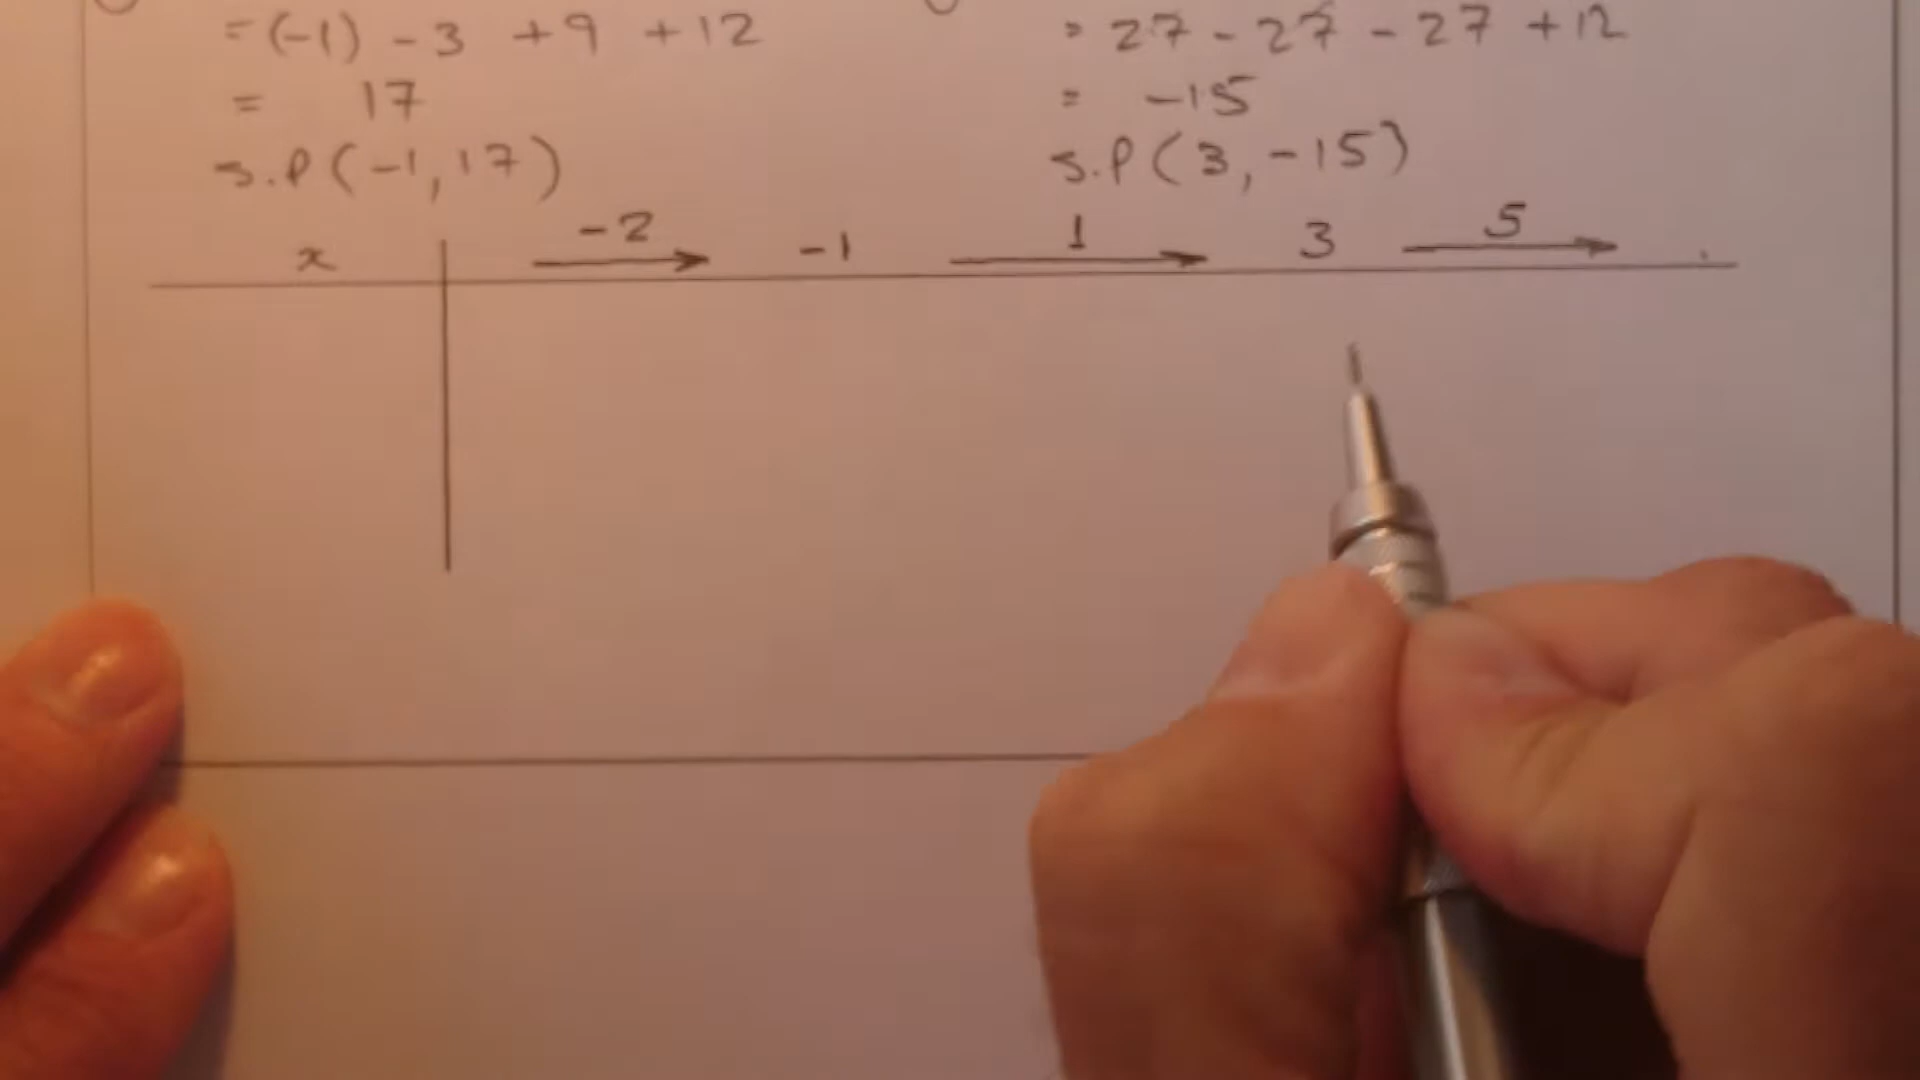 = (-1) - 3 + 9 + 12
= 27 - 27 - 27 + 12
= 17
= -15
S.P (-1, 17)
S.P (3, -15)
x → -2 -1 → 1 3 → 5